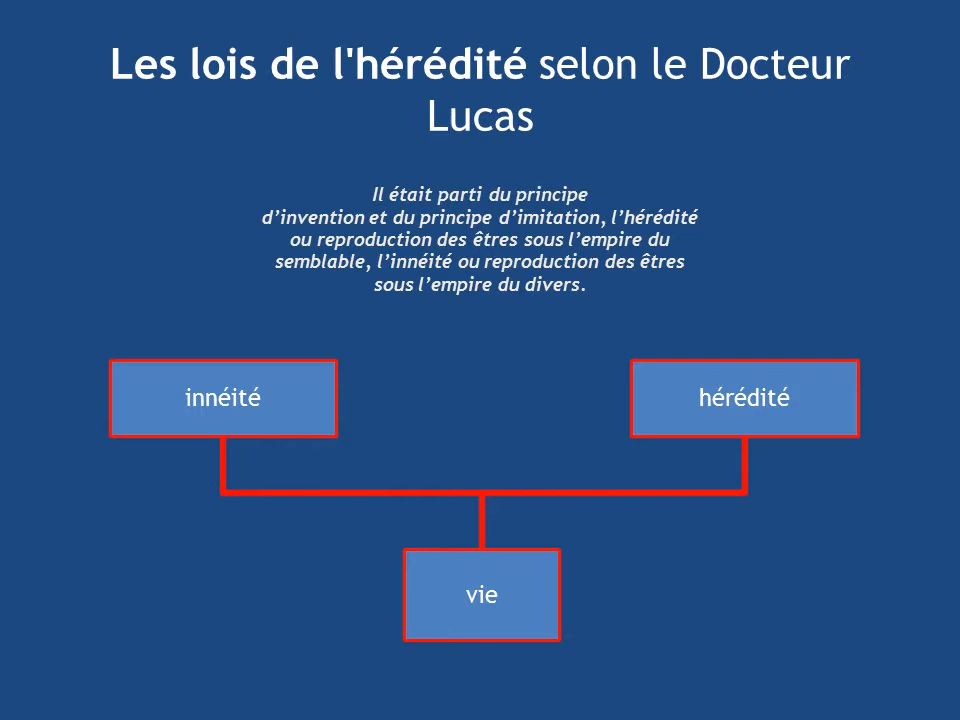 Les lois de l'hérédité selon le Docteur
Lucas
Il était parti du principe
d’invention et du principe d’imitation, l’hérédité
ou reproduction des êtres sous l’empire du
semblable, l’innéité ou reproduction des êtres
sous l’empire du divers.
innéité
hérédité
vie